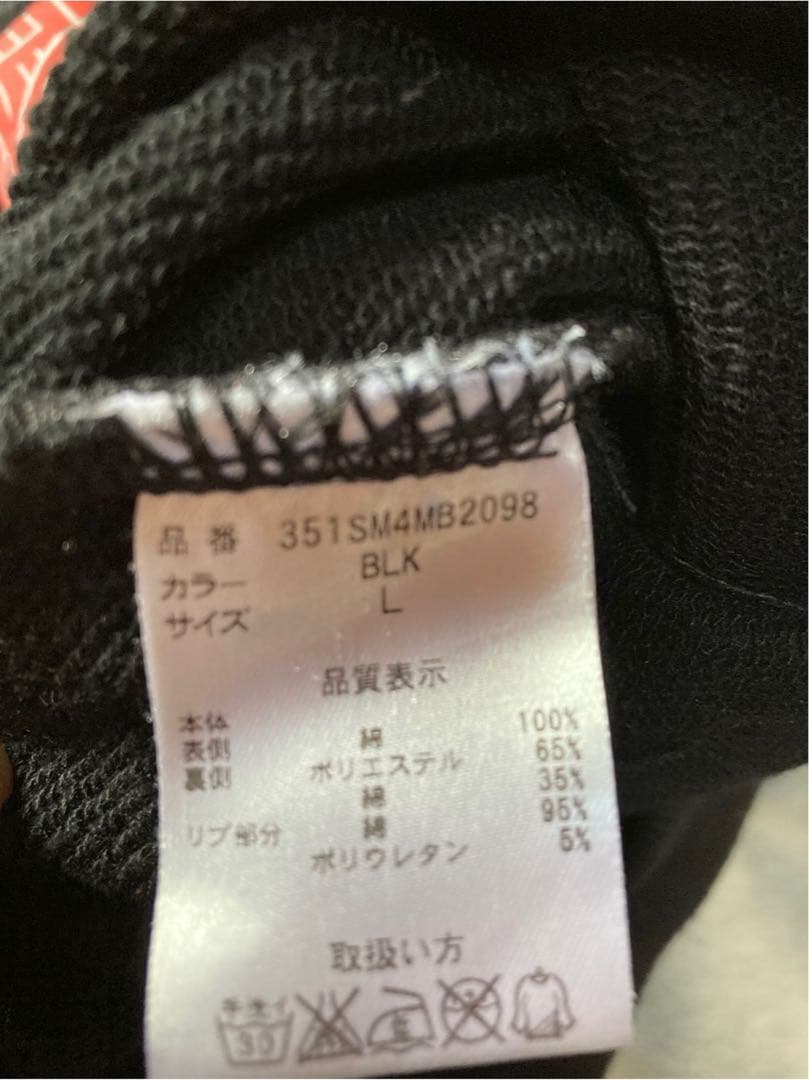 品番 351SM4MB2098
カラー BLK
サイズ L
品質表示
本体
表側 綿 100%
裏側 ポリエステル 65%
綿 35%
リブ部分 綿 95%
ポリウレタン 5%
取扱い方
手洗イ
30